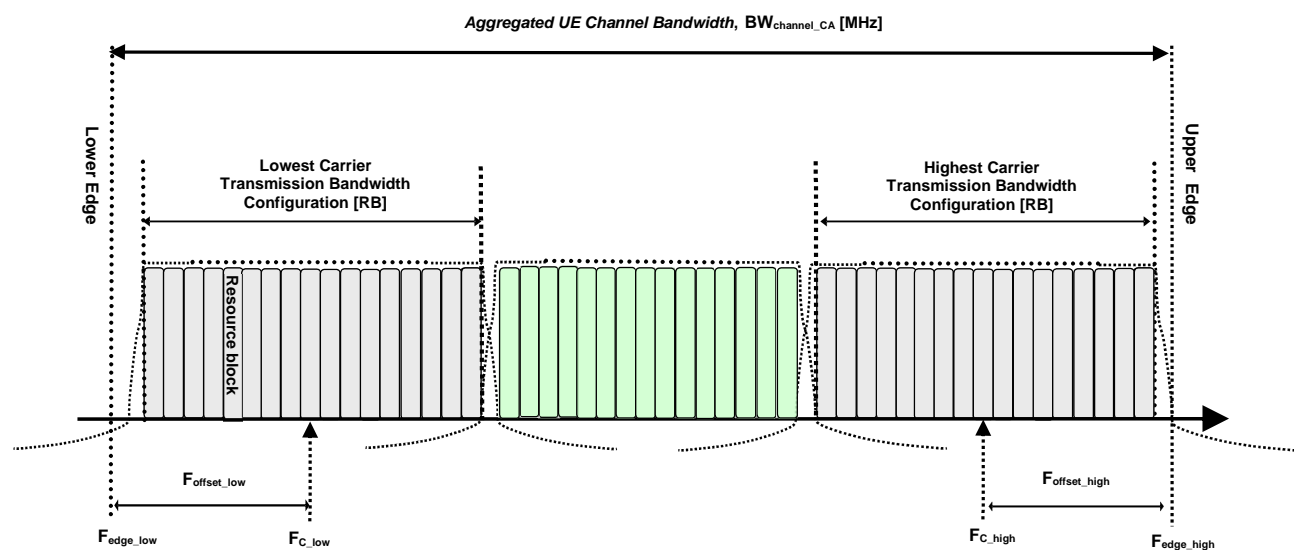 Aggregated UE Channel Bandwidth, BWchannel_CA [MHz]
Lower Edge
Upper Edge
Lowest Carrier
Transmission Bandwidth
Configuration [RB]
Highest Carrier
Transmission Bandwidth
Configuration [RB]
Resource block
Foffset_low
Foffset_high
Fedge_low
FC_low
FC_high
Fedge_high